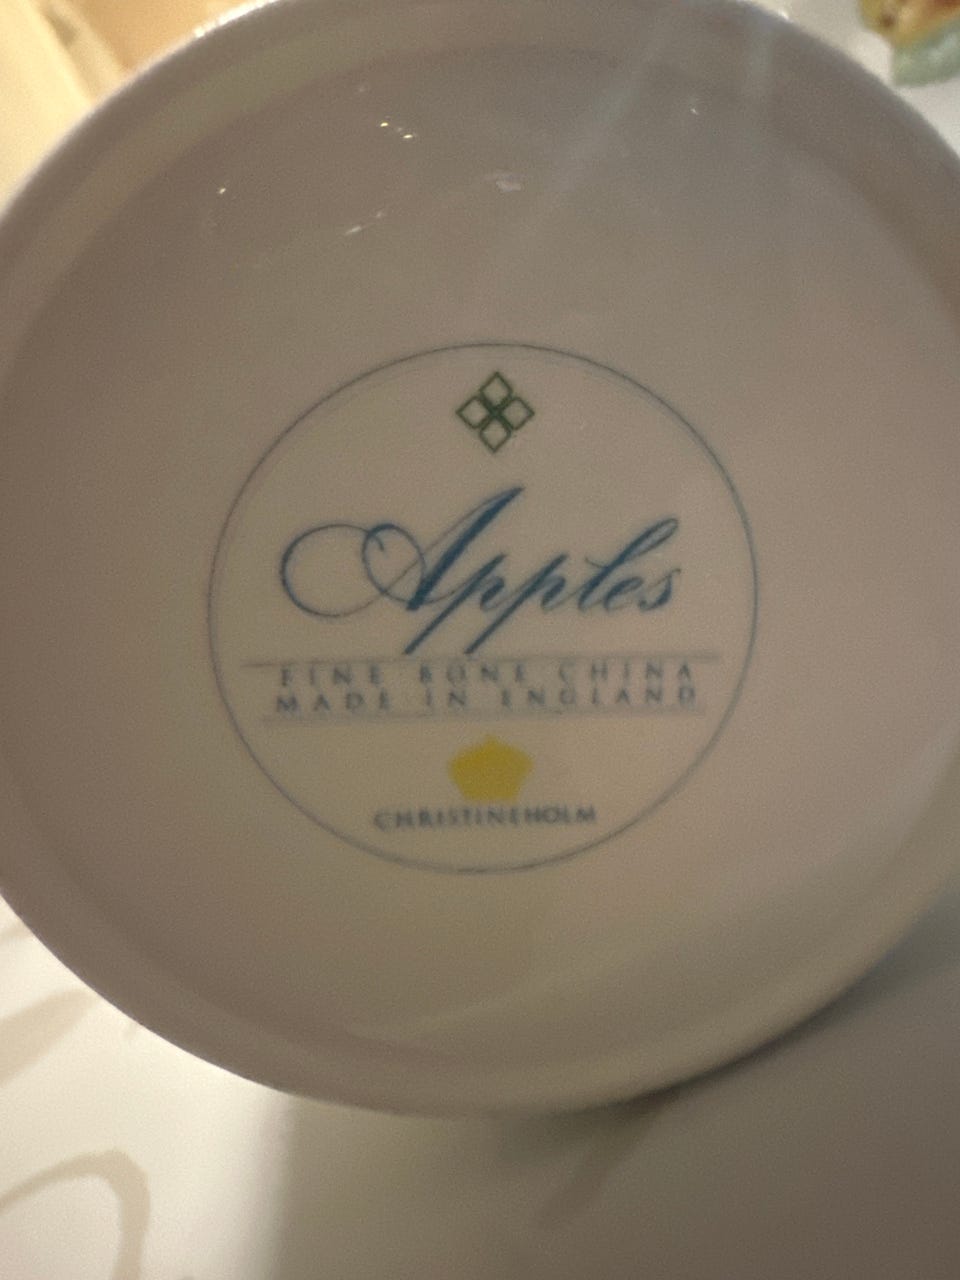 Apples
FINE BONE CHINA
MADE IN ENGLAND
CHRISTINEHOLM